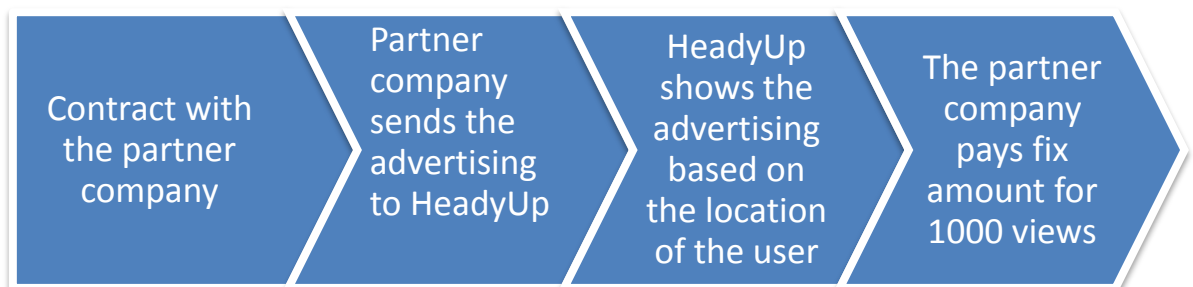 Contract with
the partner
company
Partner
company
sends the
advertising
to HeadyUp
HeadyUp
shows the
advertising
based on
the location
of the user
The partner
company
pays fix
amount for
1000 views